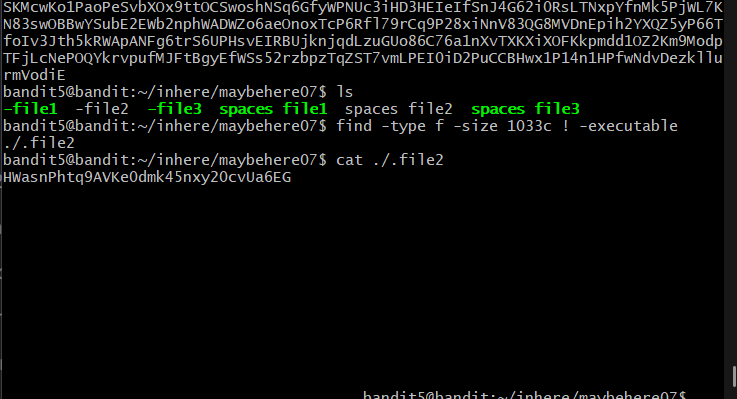 SKMcwKo1PaoPeSvbXOx9ttOCSwoshNSq6GfyWPNUc3iHD3HEIeIfSnJ4G62iORsLTNxpYfnMk5PjWL7K
N83swOBBwYSubE2EWb2nphWADWZo6aeOnoxTcP6Rfl79rCq9P28xiNnV83QG8MVDnEpih2YXQZ5yP66T
foIv3Jth5kRWApANFg6trS6UPHsvEIRBUjknjqdLzuGUo86C76a1nXvTXKXiXOFKkpmdd1OZ2Km9Modp
TFjLcNePOQYkrvpufMJFtBgyEfWSs52rzbpzTqZST7vmLPEI0iD2PuCCBHwx1P14n1HPfwNdvDezkllu
rmVodiE
bandit5@bandit:~/inhere/maybehere07$ ls
-file1 -file2 -file3 spaces file1 spaces file2 spaces file3
bandit5@bandit:~/inhere/maybehere07$ find -type f -size 1033c ! -executable
./.file2
bandit5@bandit:~/inhere/maybehere07$ cat ./.file2
HWasnPhtq9AVKe0dmk45nxy20cvUa6EG
bandit5@bandit:~/inhere/maybehere07$